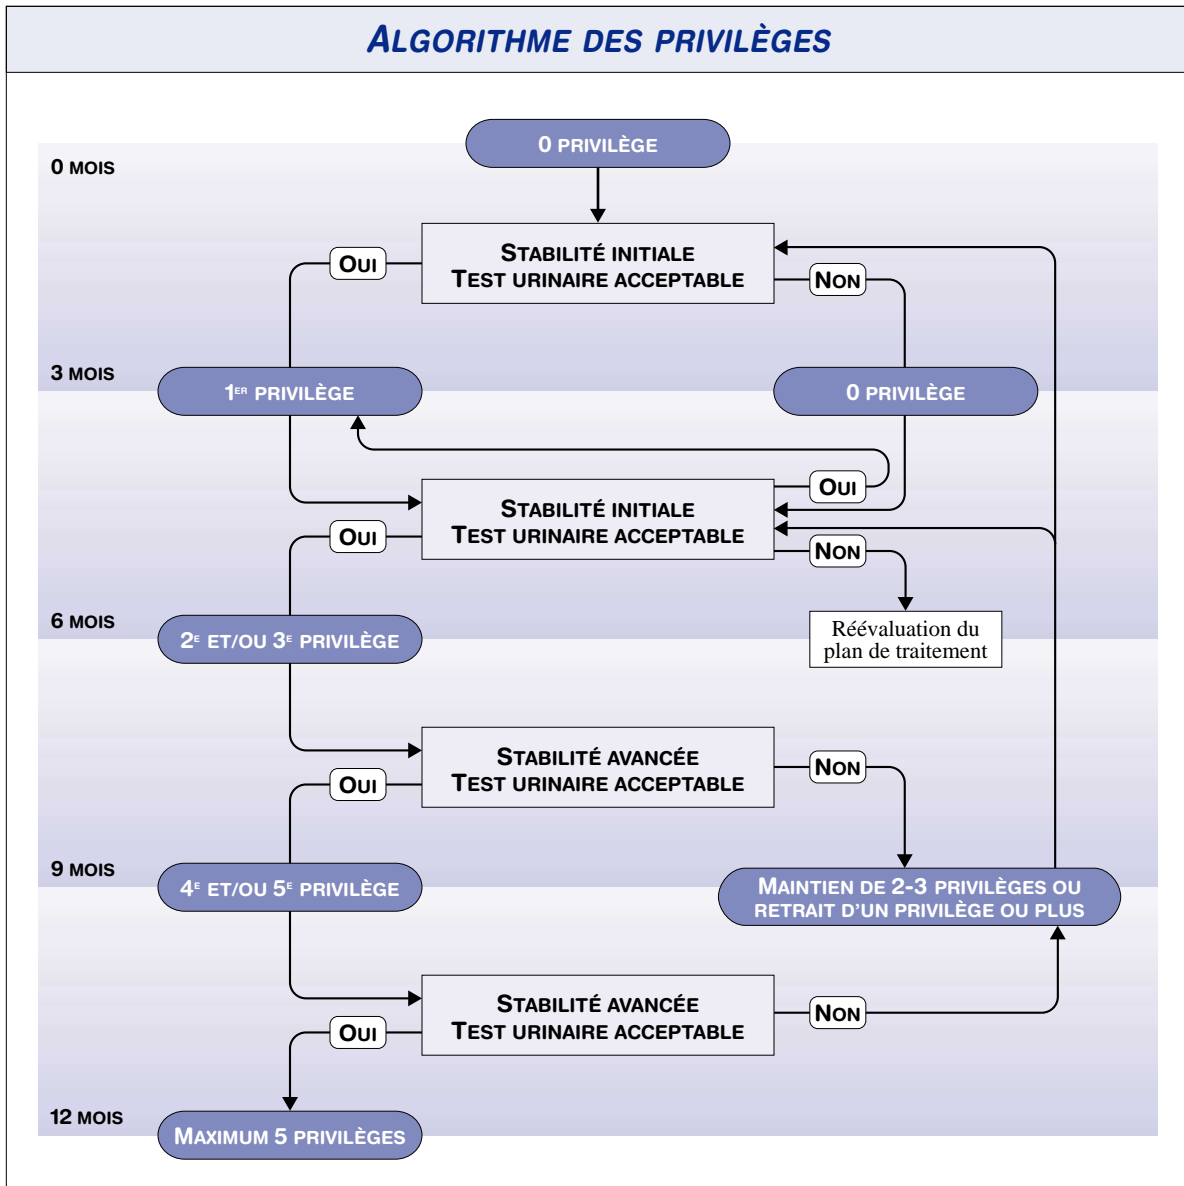 ALGORITHME DES PRIVILÈGES
0 PRIVILÈGE
0 MOIS
STABILITÉ INITIALE
TEST URINAIRE ACCEPTABLE
OUI
NON
3 MOIS
1ER PRIVILÈGE
0 PRIVILÈGE
OUI
STABILITÉ INITIALE
TEST URINAIRE ACCEPTABLE
OUI
NON
6 MOIS
2E ET/OU 3E PRIVILÈGE
Réévaluation du
plan de traitement
STABILITÉ AVANCÉE
TEST URINAIRE ACCEPTABLE
NON
OUI
9 MOIS
4E ET/OU 5E PRIVILÈGE
MAINTIEN DE 2-3 PRIVILÈGES OU
RETRAIT D'UN PRIVILÈGE OU PLUS
STABILITÉ AVANCÉE
TEST URINAIRE ACCEPTABLE
NON
OUI
12 MOIS
MAXIMUM 5 PRIVILÈGES